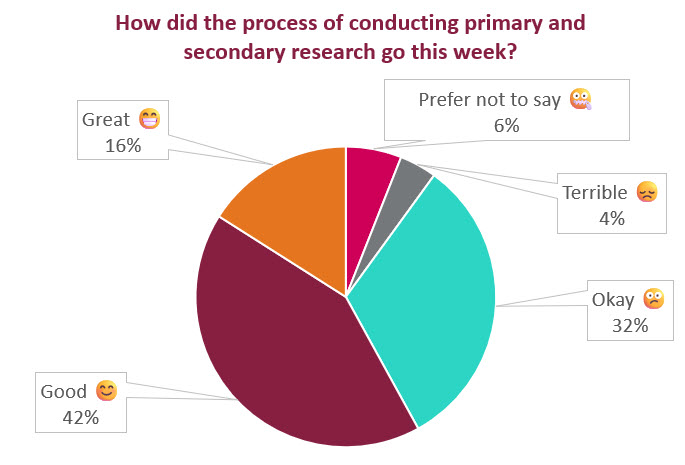 How did the process of conducting primary and
secondary research go this week?
Prefer not to say 🤐
6%
Great 😁
16%
Terrible 😞
4%
Okay 🫤
32%
Good 😊
42%